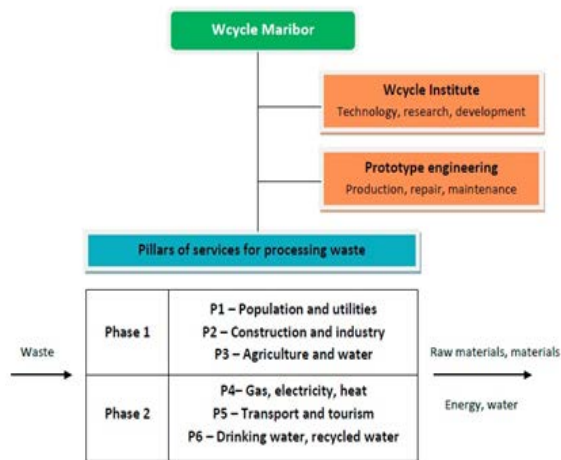 Wcycle Maribor
Wcycle Institute
Technology, research, development
Prototype engineering
Production, repair, maintenance
Pillars of services for processing waste
Waste
Phase 1
P1 – Population and utilities
P2 – Construction and industry
P3 – Agriculture and water
Phase 2
P4– Gas, electricity, heat
P5 – Transport and tourism
P6 – Drinking water, recycled water
Raw materials, materials
Energy, water